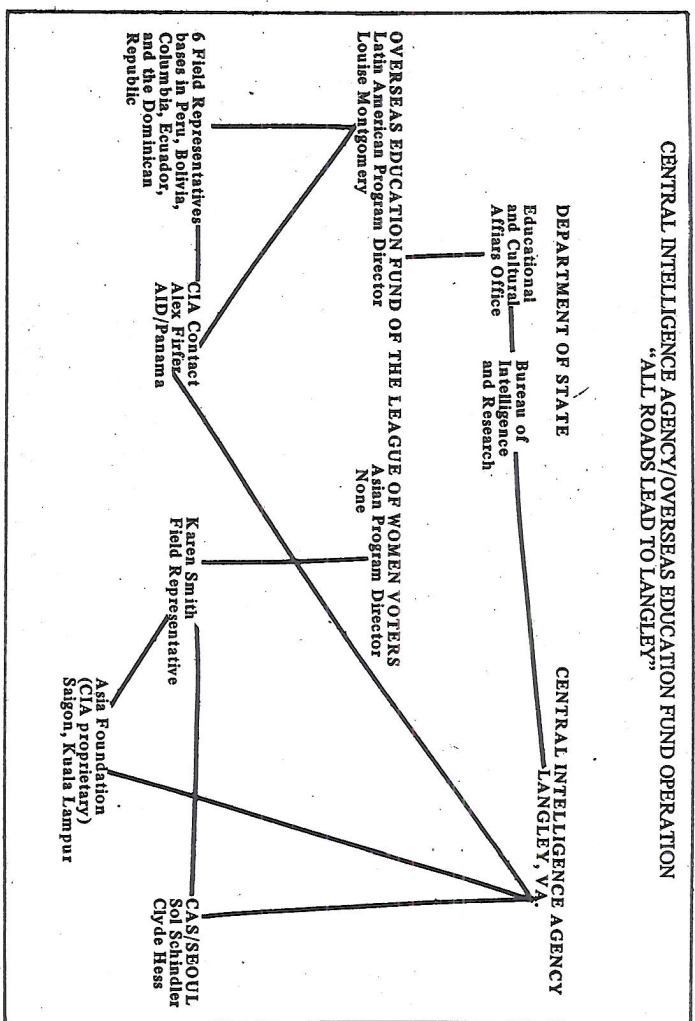 CENTRAL INTELLIGENCE AGENCY/OVERSEAS EDUCATION FUND OPERATION
"ALL ROADS LEAD TO LANGLEY"
DEPARTMENT OF STATE
Educational
and Cultural
Affiars Office
Bureau of
Intelligence
and Research
CENTRAL INTELLIGENCE AGENCY
LANGLEY, VA.
OVERSEAS EDUCATION FUND OF THE LEAGUE OF WOMEN VOTERS
Latin American Program Director
Louise Montgomery
Asian Program Director
None
6 Field Representatives
bases in Peru, Bolivia,
Columbia, Ecuador,
and the Dominican
Republic
CIA Contact
Alex Firfer
AID/Panama
Karen Smith
Field Representative
Asia Foundation
(CIA proprietary)
Saigon, Kuala Lampur
CAS/SEOUL
Sol Schindler
Clyde Hess